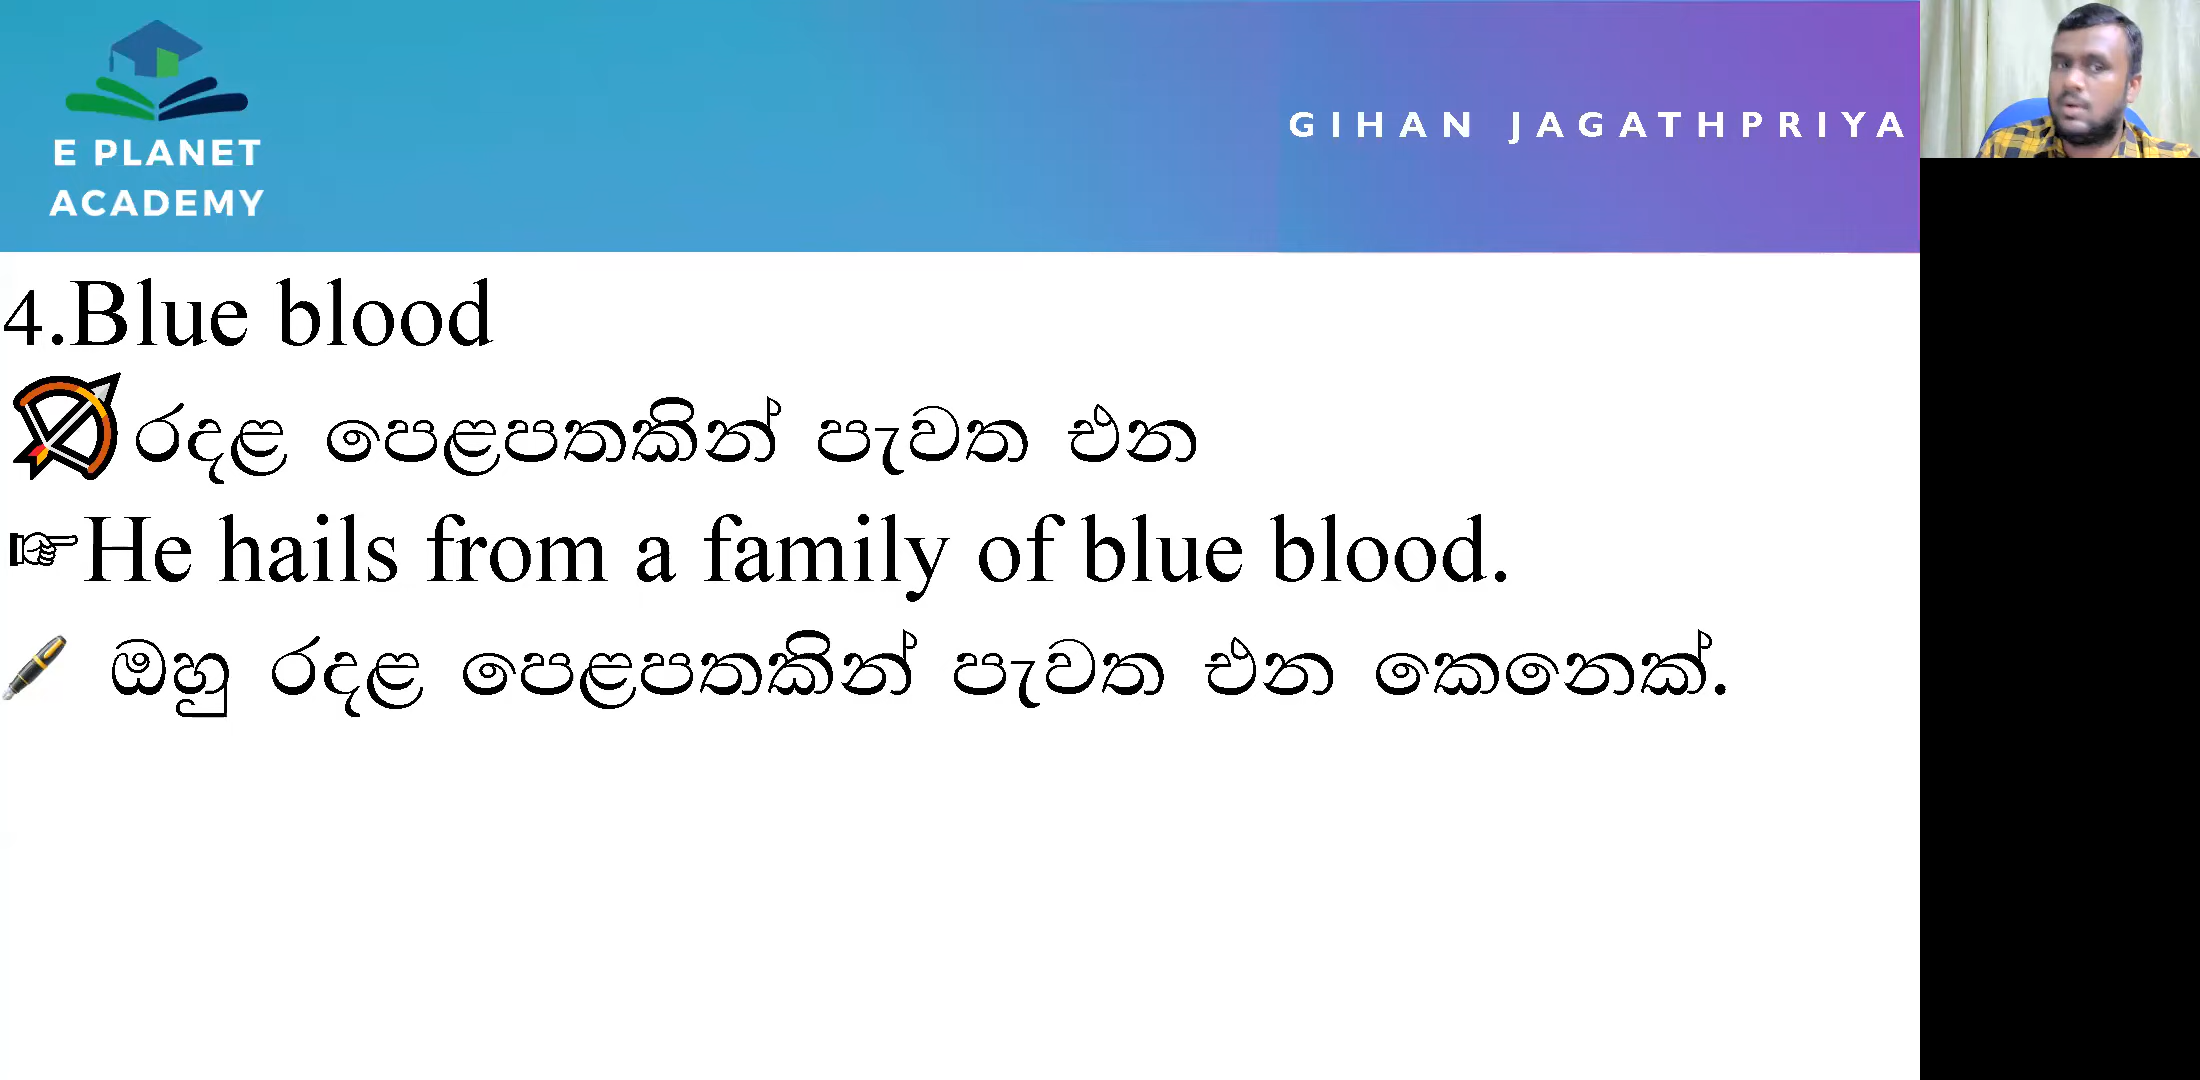 E PLANET
ACADEMY
GIHAN JAGATHPRIYA
4.Blue blood
රදළ පෙළපතකින් පැවත එන
He hails from a family of blue blood.
ඔහු රදළ පෙළපතකින් පැවත එන කෙනෙක්.